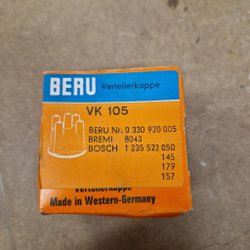 BERU Verteilerkappe
VK 105
BERU Nr. 0 330 920 005
BREMI 8043
BOSCH 1 235 522 050
145
179
157
Verteilerkappe
Made in Western-Germany